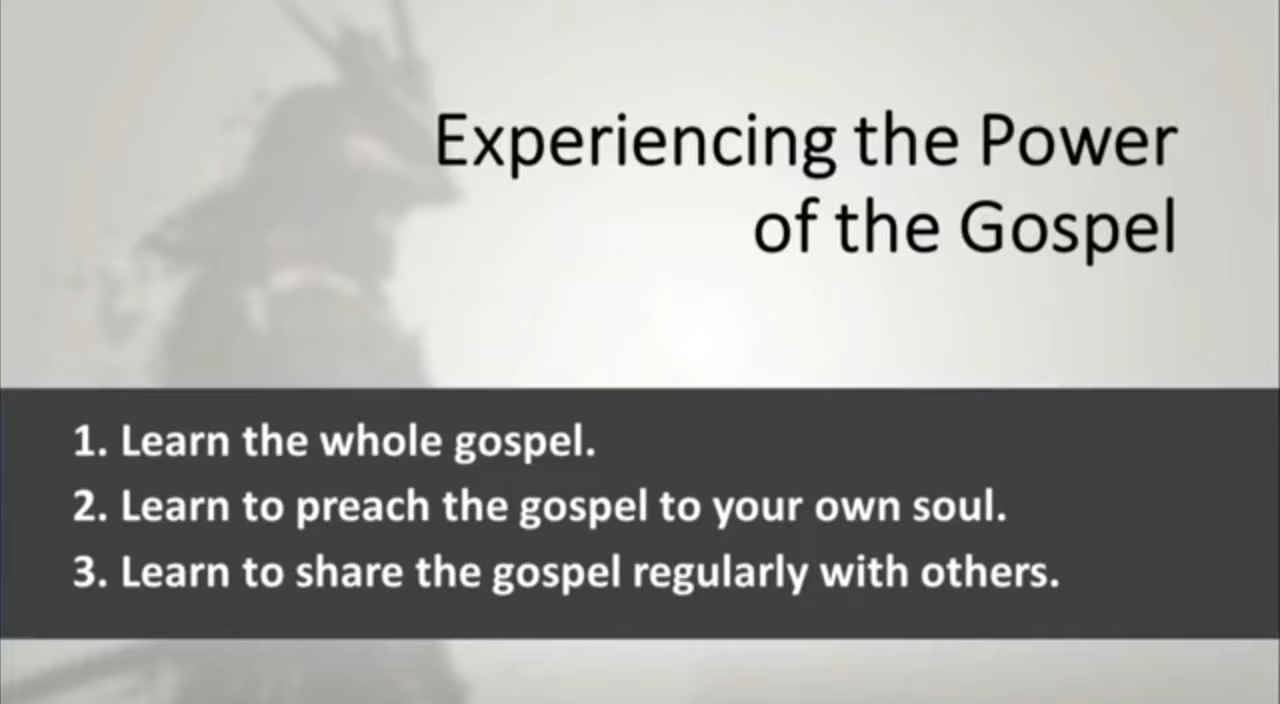 Experiencing the Power
of the Gospel
1. Learn the whole gospel.
2. Learn to preach the gospel to your own soul.
3. Learn to share the gospel regularly with others.